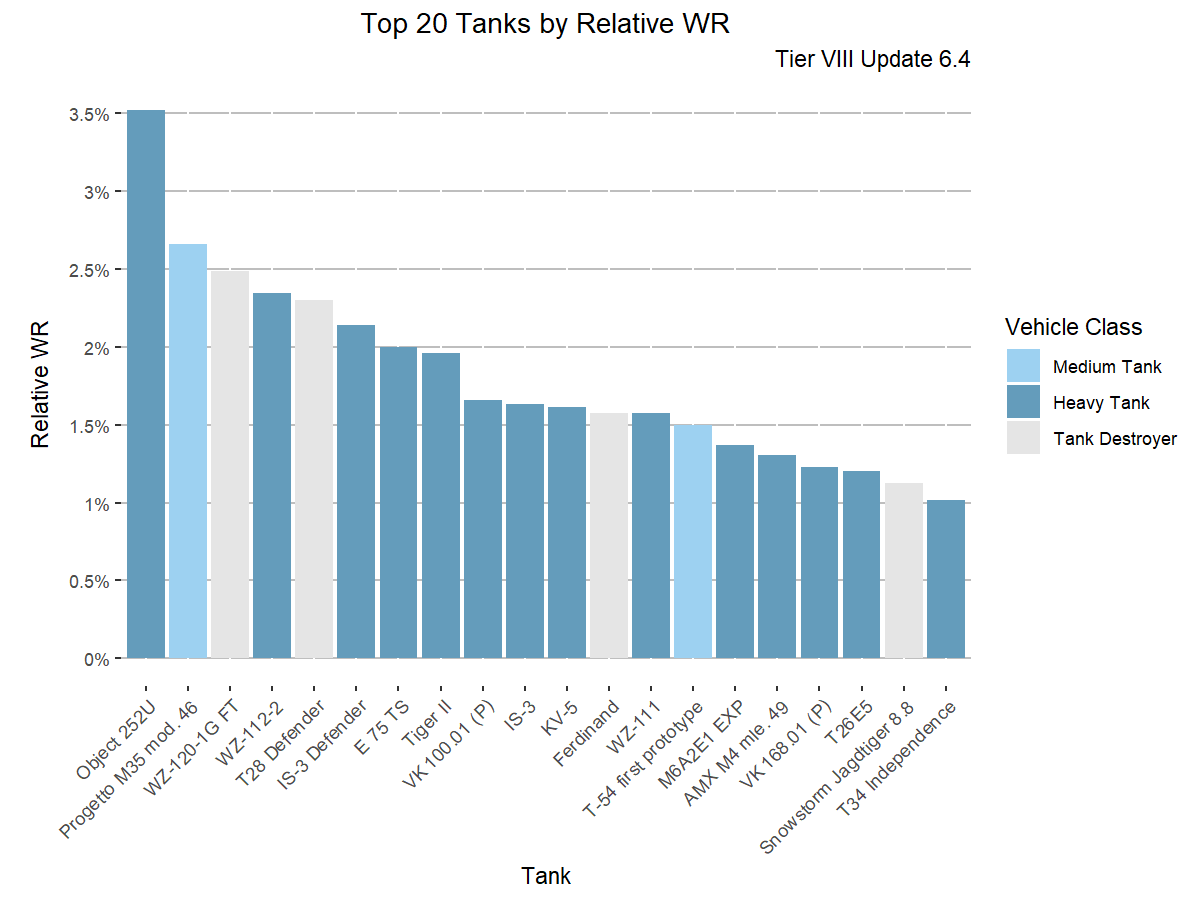 Top 20 Tanks by Relative WR
Tier VIII Update 6.4
3.5%
3%
2.5%
2%
1.5%
1%
0.5%
0%
Relative WR
Object 252U
Progetto M35 mod. 46
WZ-120-1G FT
WZ-112-2
T28 Defender
IS-3 Defender
E 75 TS
Tiger II
VK 100.01 (P)
IS-3
KV-5
Ferdinand
WZ-111
T-54 first prototype
M6A2E1 EXP
AMX M4 mle. 49
VK 168.01 (P)
T26E5
Snowstorm Jagdtiger 8.8
T34 Independence
Tank
Vehicle Class
Medium Tank
Heavy Tank
Tank Destroyer